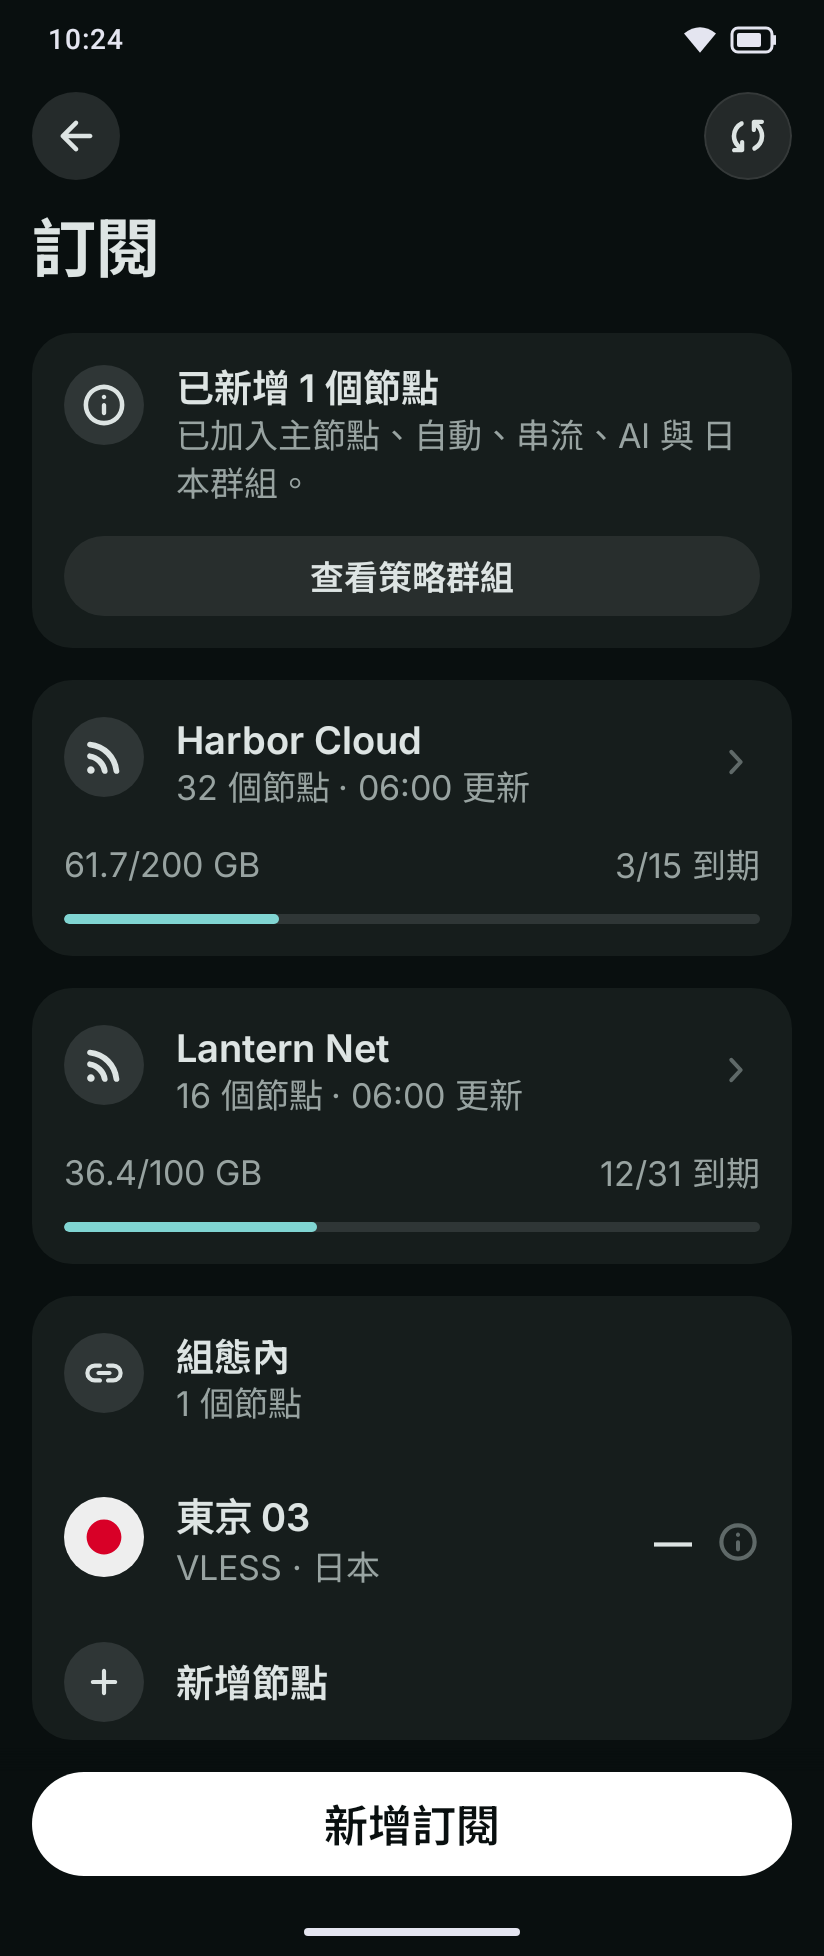 10:24
訂閱
已新增 1 個節點
已加入主節點、自動、串流、AI 與 日
本群組。
查看策略群組
Harbor Cloud
32 個節點 · 06:00 更新
61.7/200 GB
3/15 到期
Lantern Net
16 個節點 · 06:00 更新
36.4/100 GB
12/31 到期
組態內
1 個節點
東京 03
VLESS · 日本
—
新增節點
新增訂閱